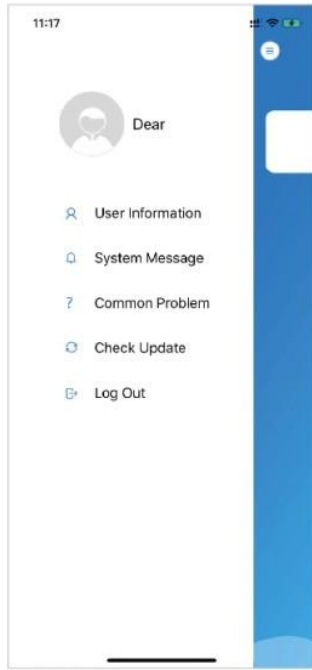 11:17
Dear
User Information
System Message
? Common Problem
Check Update
Log Out